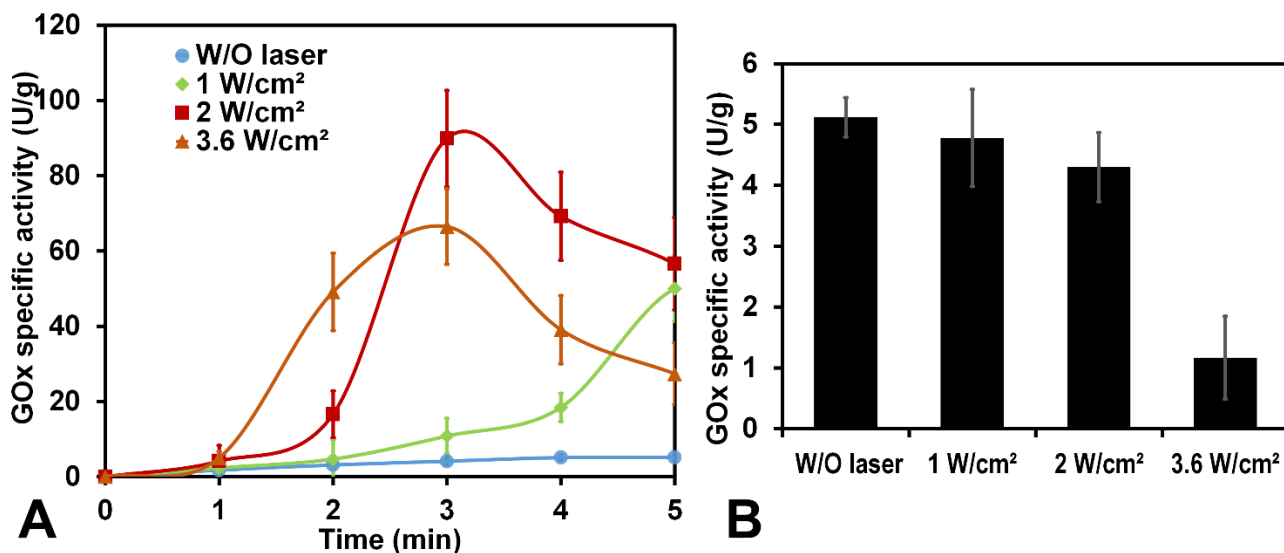 GOx specific activity (U/g)
120
100
80
60
40
20
0
W/O laser
1 W/cm²
2 W/cm²
3.6 W/cm²
0 1 2 3 4 5
Time (min)
A
GOx specific activity (U/g)
6
5
4
3
2
1
0
W/O laser 1 W/cm² 2 W/cm² 3.6 W/cm²
B